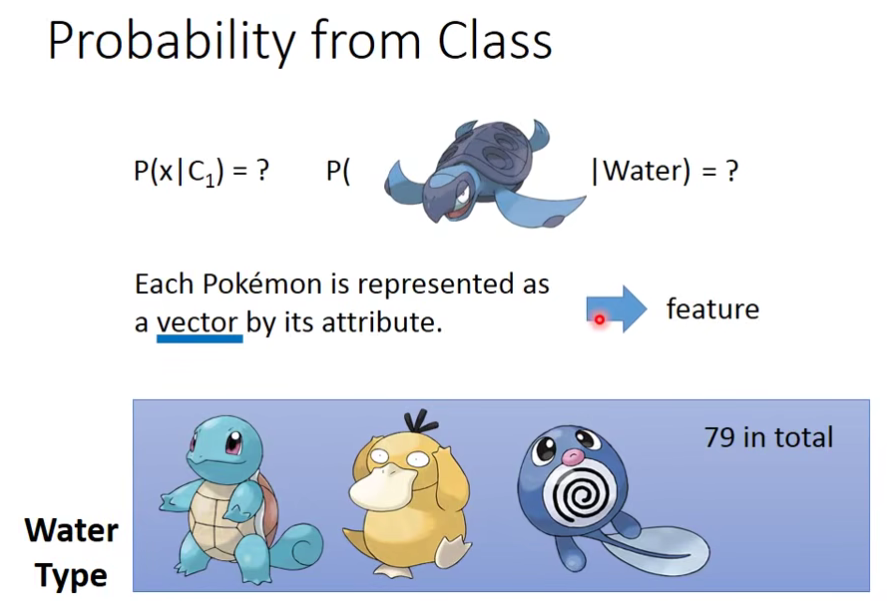 Probability from Class
P(x|C₁) = ? P( |Water) = ?
Each Pokémon is represented as
a vector by its attribute.
feature
79 in total
Water
Type